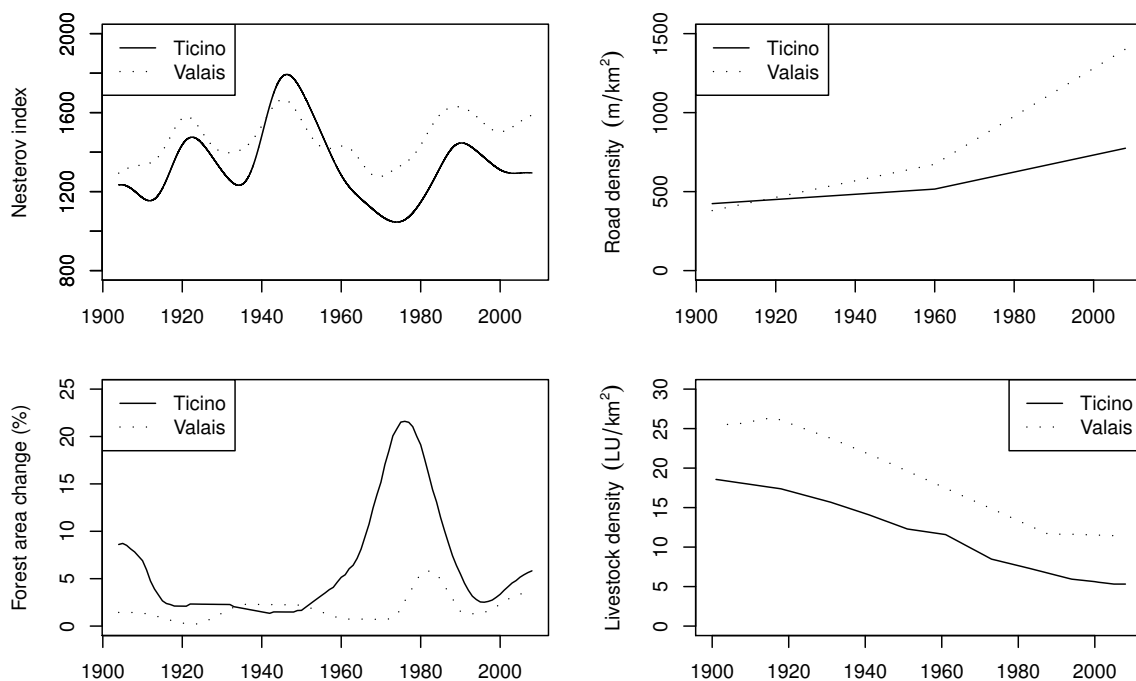 Nesterov index
2000
1600
1200
800
Ticino
Valais
1900 1920 1940 1960 1980 2000
Road density (m/km²)
1500
1000
500
0
Ticino
Valais
1900 1920 1940 1960 1980 2000
Forest area change (%)
25
20
15
10
5
0
Ticino
Valais
1900 1920 1940 1960 1980 2000
Livestock density (LU/km²)
30
25
20
15
10
5
0
Ticino
Valais
1900 1920 1940 1960 1980 2000